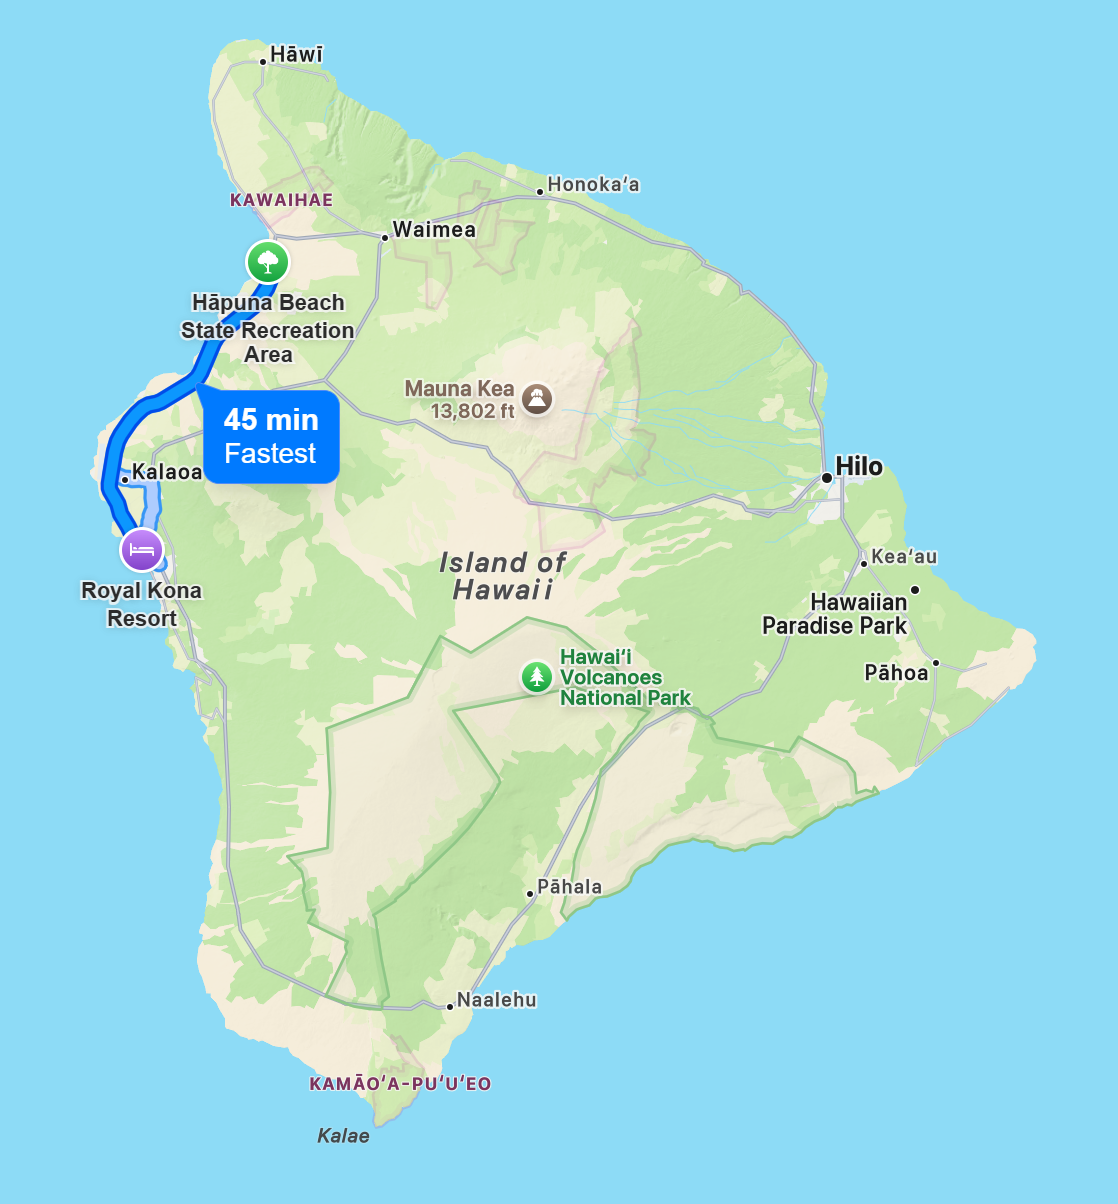 Hāwī
Honokaʻa
KAWAIHAE
Waimea
Hāpuna Beach
State Recreation
Area
Mauna Kea
13,802 ft
45 min
Fastest
Kalaoa
Hilo
Island of
Hawaiʻi
Keaʻau
Royal Kona
Resort
Hawaiian
Paradise Park
Hawaiʻi
Volcanoes
National Park
Pāhoa
Pāhala
Naalehu
KAMĀOʻA-PUʻUʻEO
Kalae